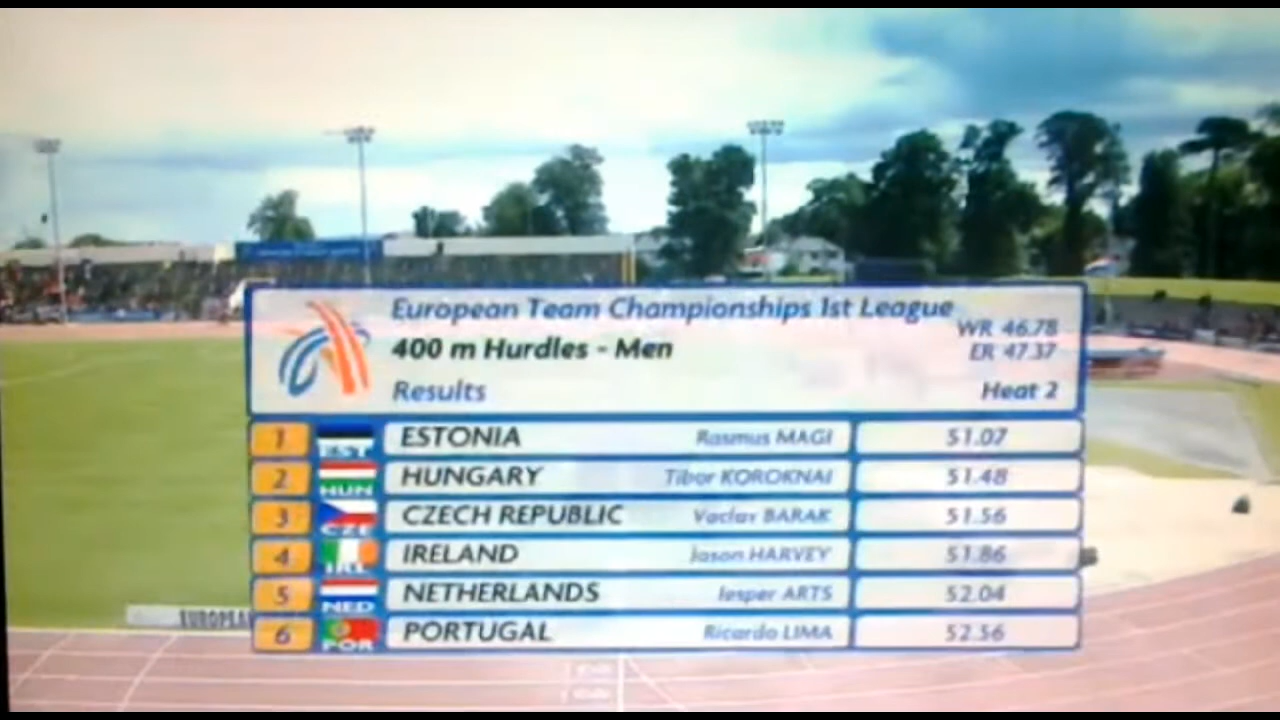 European Team Championships 1st League
WR 46.78
400 m Hurdles - Men
ER 47.37
Results
Heat 2
1 EST ESTONIA Rasmus MAGI 51.07
2 HUN HUNGARY Tibor KOROKNAI 51.48
3 CZE CZECH REPUBLIC Vaclav BARAK 51.56
4 IRL IRELAND Jason HARVEY 51.86
5 NED NETHERLANDS Jesper ARTS 52.04
6 POR PORTUGAL Ricardo LIMA 52.56
EUROPEAN